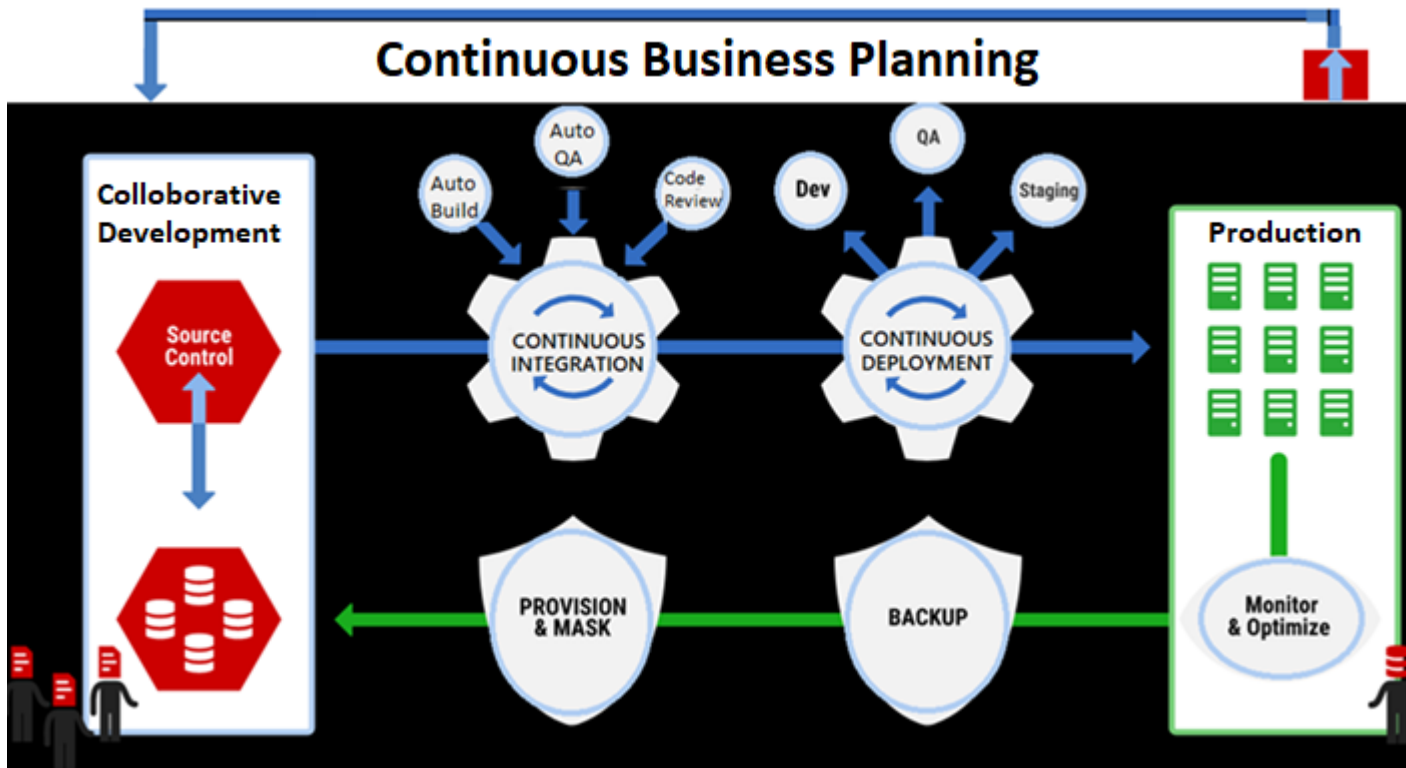 Continuous Business Planning
Colloborative
Development
Source
Control
Auto
Build
Auto
QA
Code
Review
CONTINUOUS
INTEGRATION
Dev
QA
Staging
CONTINUOUS
DEPLOYMENT
Production
PROVISION
& MASK
BACKUP
Monitor
& Optimize